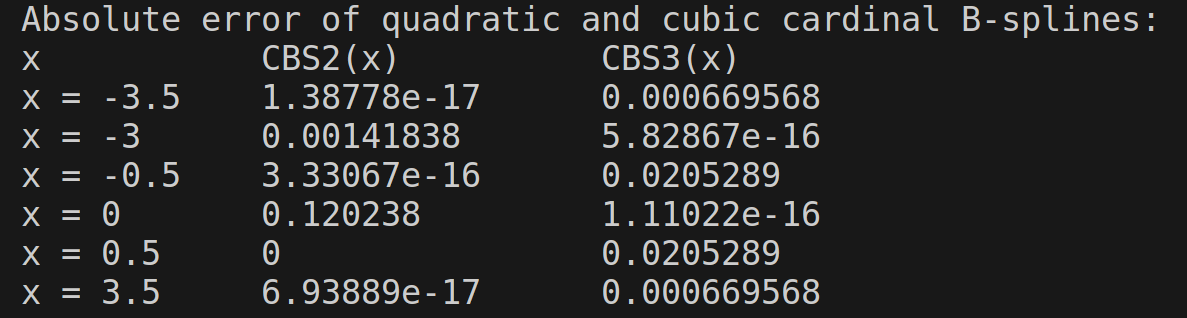 Absolute error of quadratic and cubic cardinal B-splines:
x CBS2(x) CBS3(x)
x = -3.5 1.38778e-17 0.000669568
x = -3 0.00141838 5.82867e-16
x = -0.5 3.33067e-16 0.0205289
x = 0 0.120238 1.11022e-16
x = 0.5 0 0.0205289
x = 3.5 6.93889e-17 0.000669568